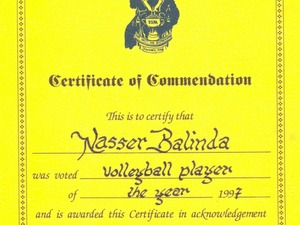 Certificate of Commendation
This is to certify that
Nasser Balinda
was voted volleyball player
of the year 1997
and is awarded this Certificate in acknowledgement